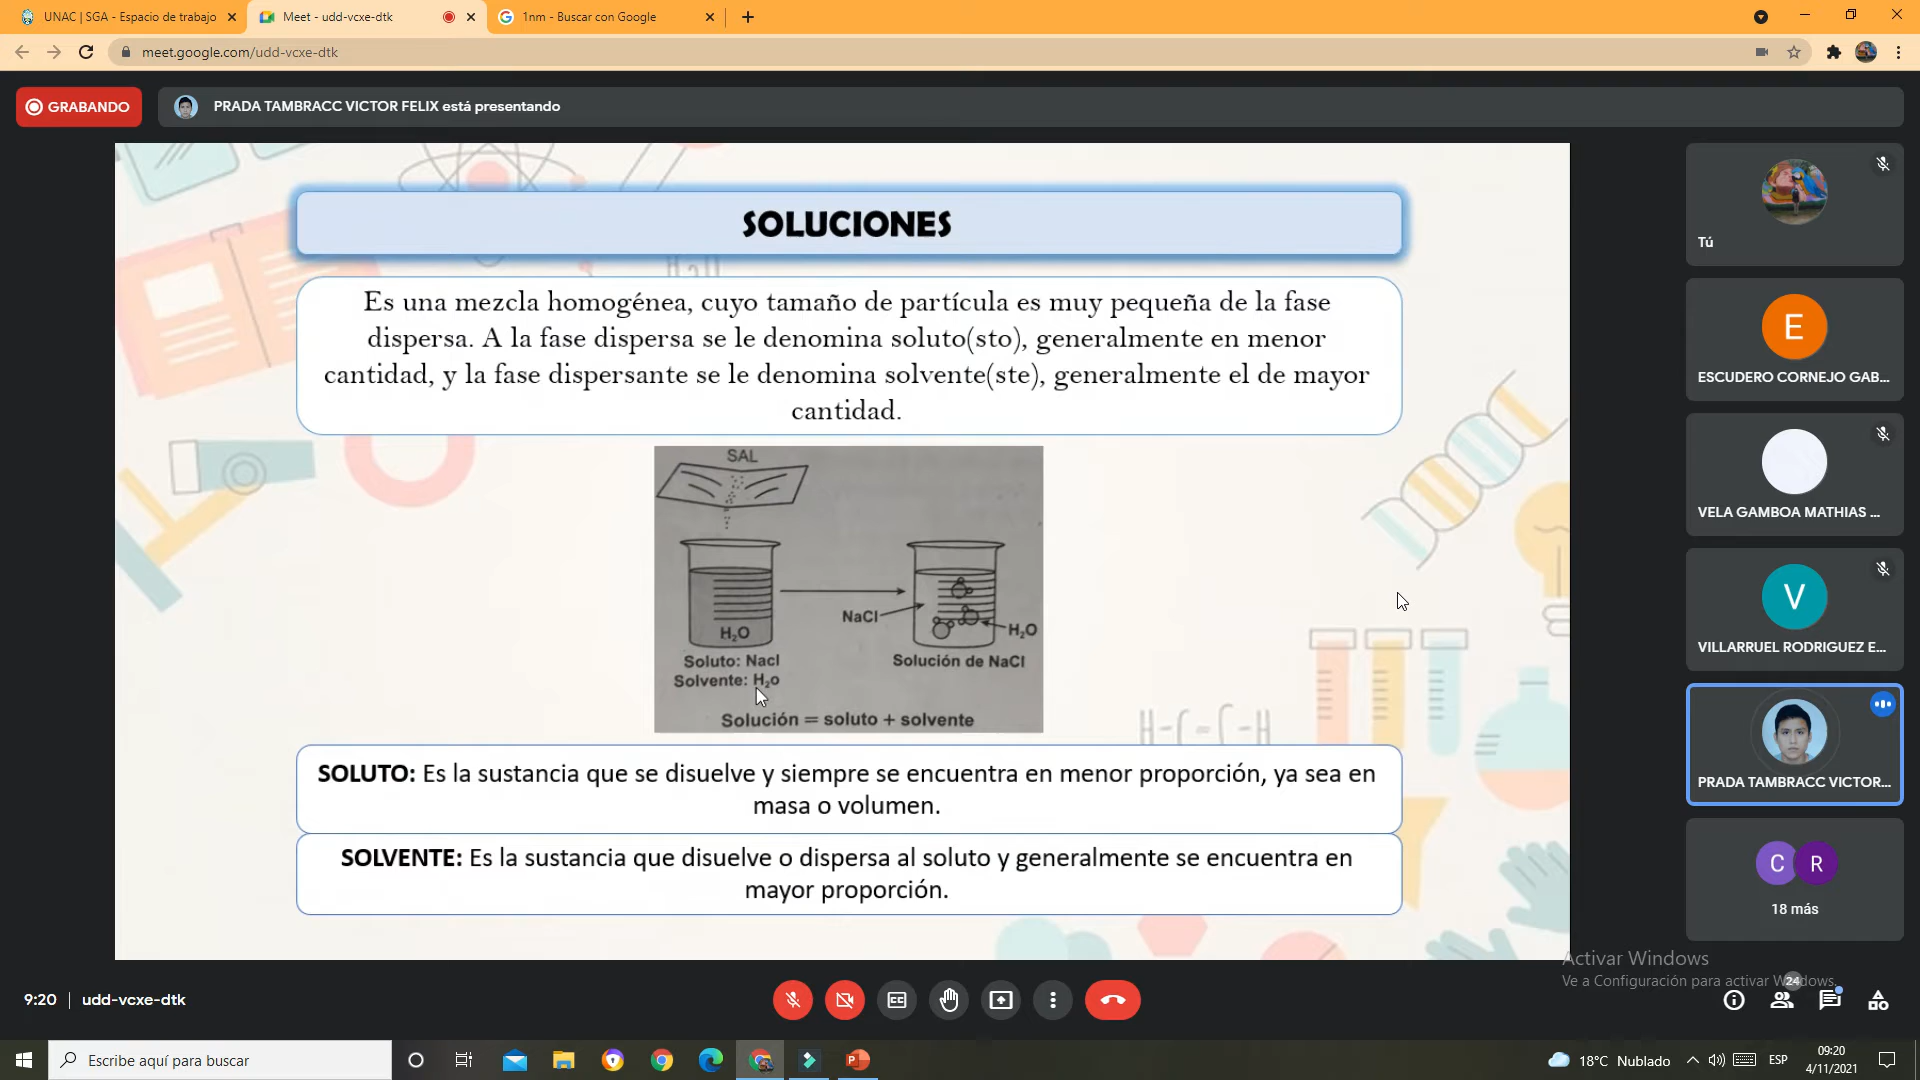 UNAC | SGA - Espacio de trabajo
Meet - udd-vcxe-dtk
1nm - Buscar con Google
meet.google.com/udd-vcxe-dtk
GRABANDO
PRADA TAMBRACC VICTOR FELIX está presentando
SOLUCIONES
Es una mezcla homogénea, cuyo tamaño de partícula es muy pequeña de la fase
dispersa. A la fase dispersa se le denomina soluto(sto), generalmente en menor
cantidad, y la fase dispersante se le denomina solvente(ste), generalmente el de mayor
cantidad.
SAL
H₂O
NaCl
H₂O
Soluto: Nacl
Solvente: H₂o
Solución de NaCl
Solución = soluto + solvente
SOLUTO: Es la sustancia que se disuelve y siempre se encuentra en menor proporción, ya sea en
masa o volumen.
SOLVENTE: Es la sustancia que disuelve o dispersa al soluto y generalmente se encuentra en
mayor proporción.
H-C-C-H
Tú
E
ESCUDERO CORNEJO GAB...
VELA GAMBOA MATHIAS ...
V
VILLARRUEL RODRIGUEZ E...
PRADA TAMBRACC VICTOR...
C R
18 más
Activar Windows
Ve a Configuración para activar Windows.
24
9:20 | udd-vcxe-dtk
Escribe aquí para buscar
18°C Nublado
ESP
09:20
4/11/2021